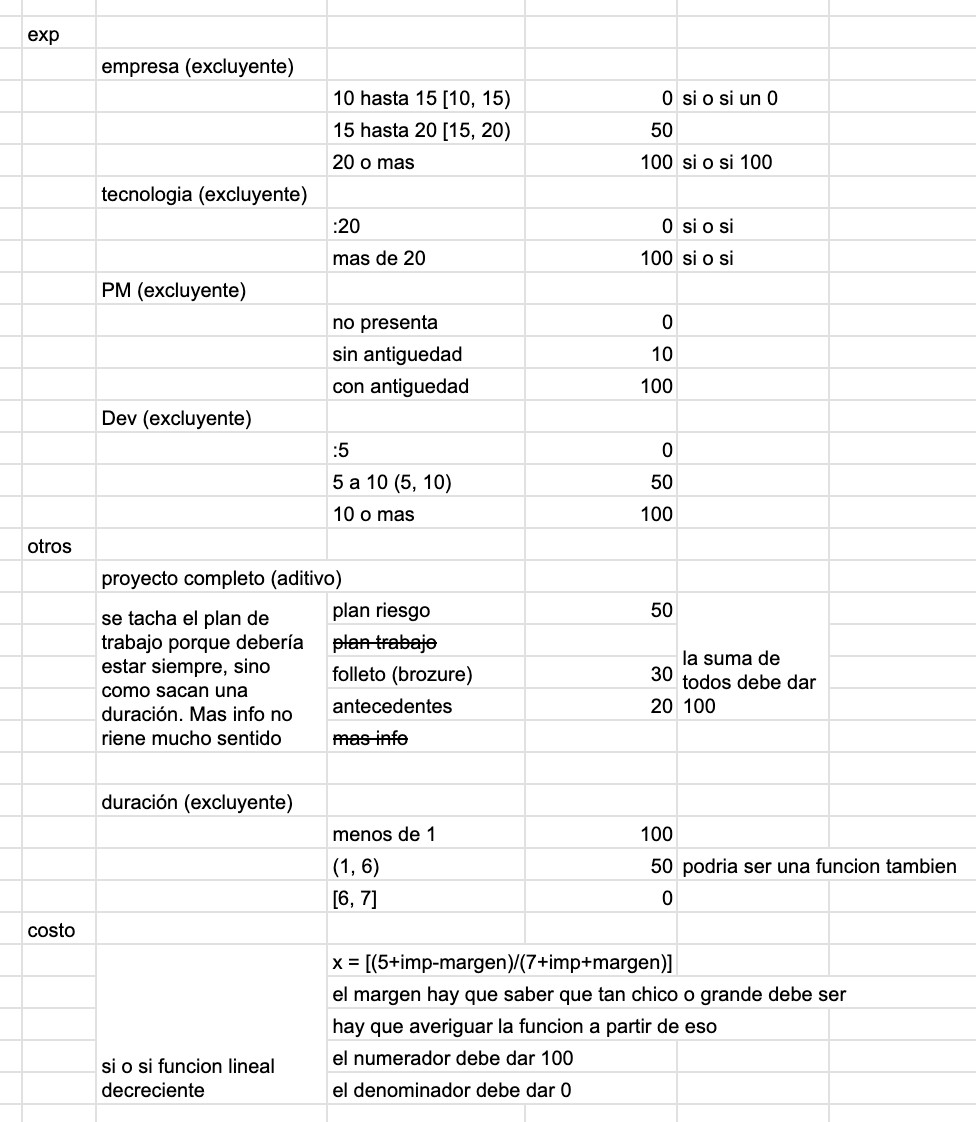 exp
empresa (excluyente)
10 hasta 15 [10, 15) 0 si o si un 0
15 hasta 20 [15, 20) 50
20 o mas 100 si o si 100
tecnologia (excluyente)
:20 0 si o si
mas de 20 100 si o si
PM (excluyente)
no presenta 0
sin antiguedad 10
con antiguedad 100
Dev (excluyente)
:5 0
5 a 10 (5, 10) 50
10 o mas 100
otros
proyecto completo (aditivo)
se tacha el plan de
trabajo porque debería
estar siempre, sino
como sacan una
duración. Mas info no
riene mucho sentido
plan riesgo 50
plan trabajo
folleto (brozure) 30
antecedentes 20
mas info
la suma de
todos debe dar
100
duración (excluyente)
menos de 1 100
(1, 6) 50 podria ser una funcion tambien
[6, 7] 0
costo
si o si funcion lineal
decreciente
x = [(5+imp-margen)/(7+imp+margen)]
el margen hay que saber que tan chico o grande debe ser
hay que averiguar la funcion a partir de eso
el numerador debe dar 100
el denominador debe dar 0